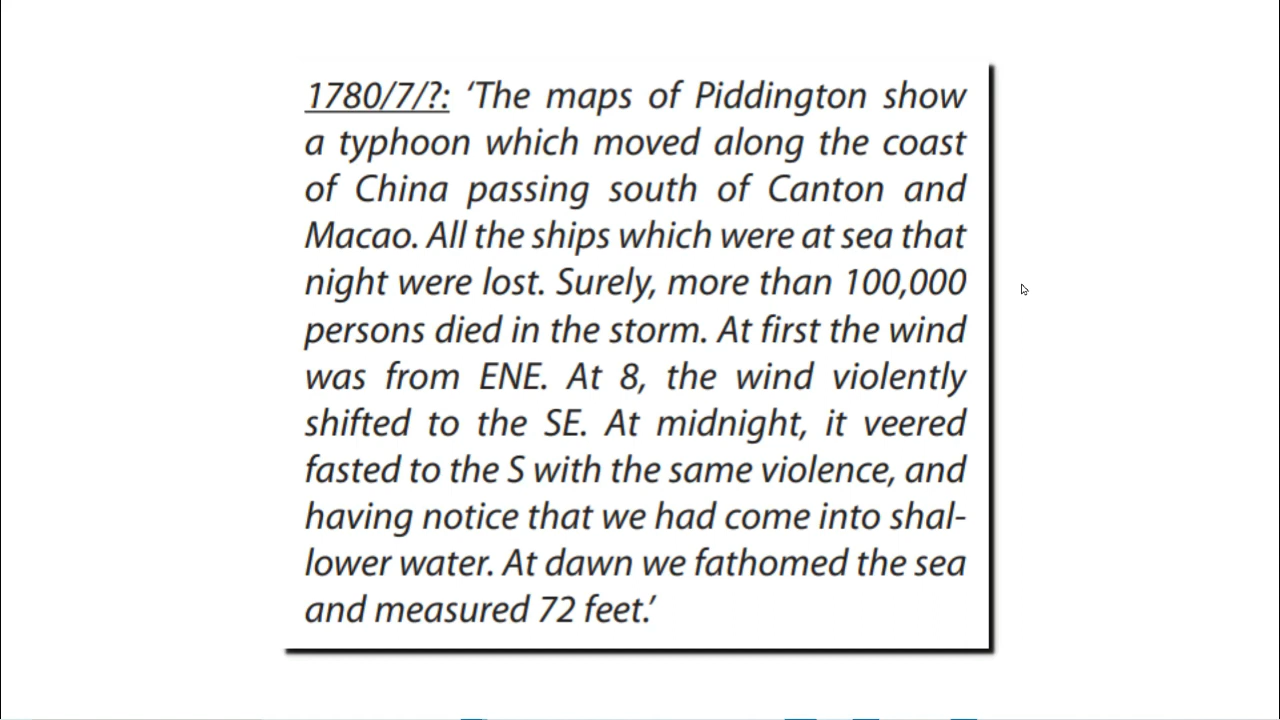 1780/7/?: ‘The maps of Piddington show
a typhoon which moved along the coast
of China passing south of Canton and
Macao. All the ships which were at sea that
night were lost. Surely, more than 100,000
persons died in the storm. At first the wind
was from ENE. At 8, the wind violently
shifted to the SE. At midnight, it veered
fasted to the S with the same violence, and
having notice that we had come into shal-
lower water. At dawn we fathomed the sea
and measured 72 feet.’